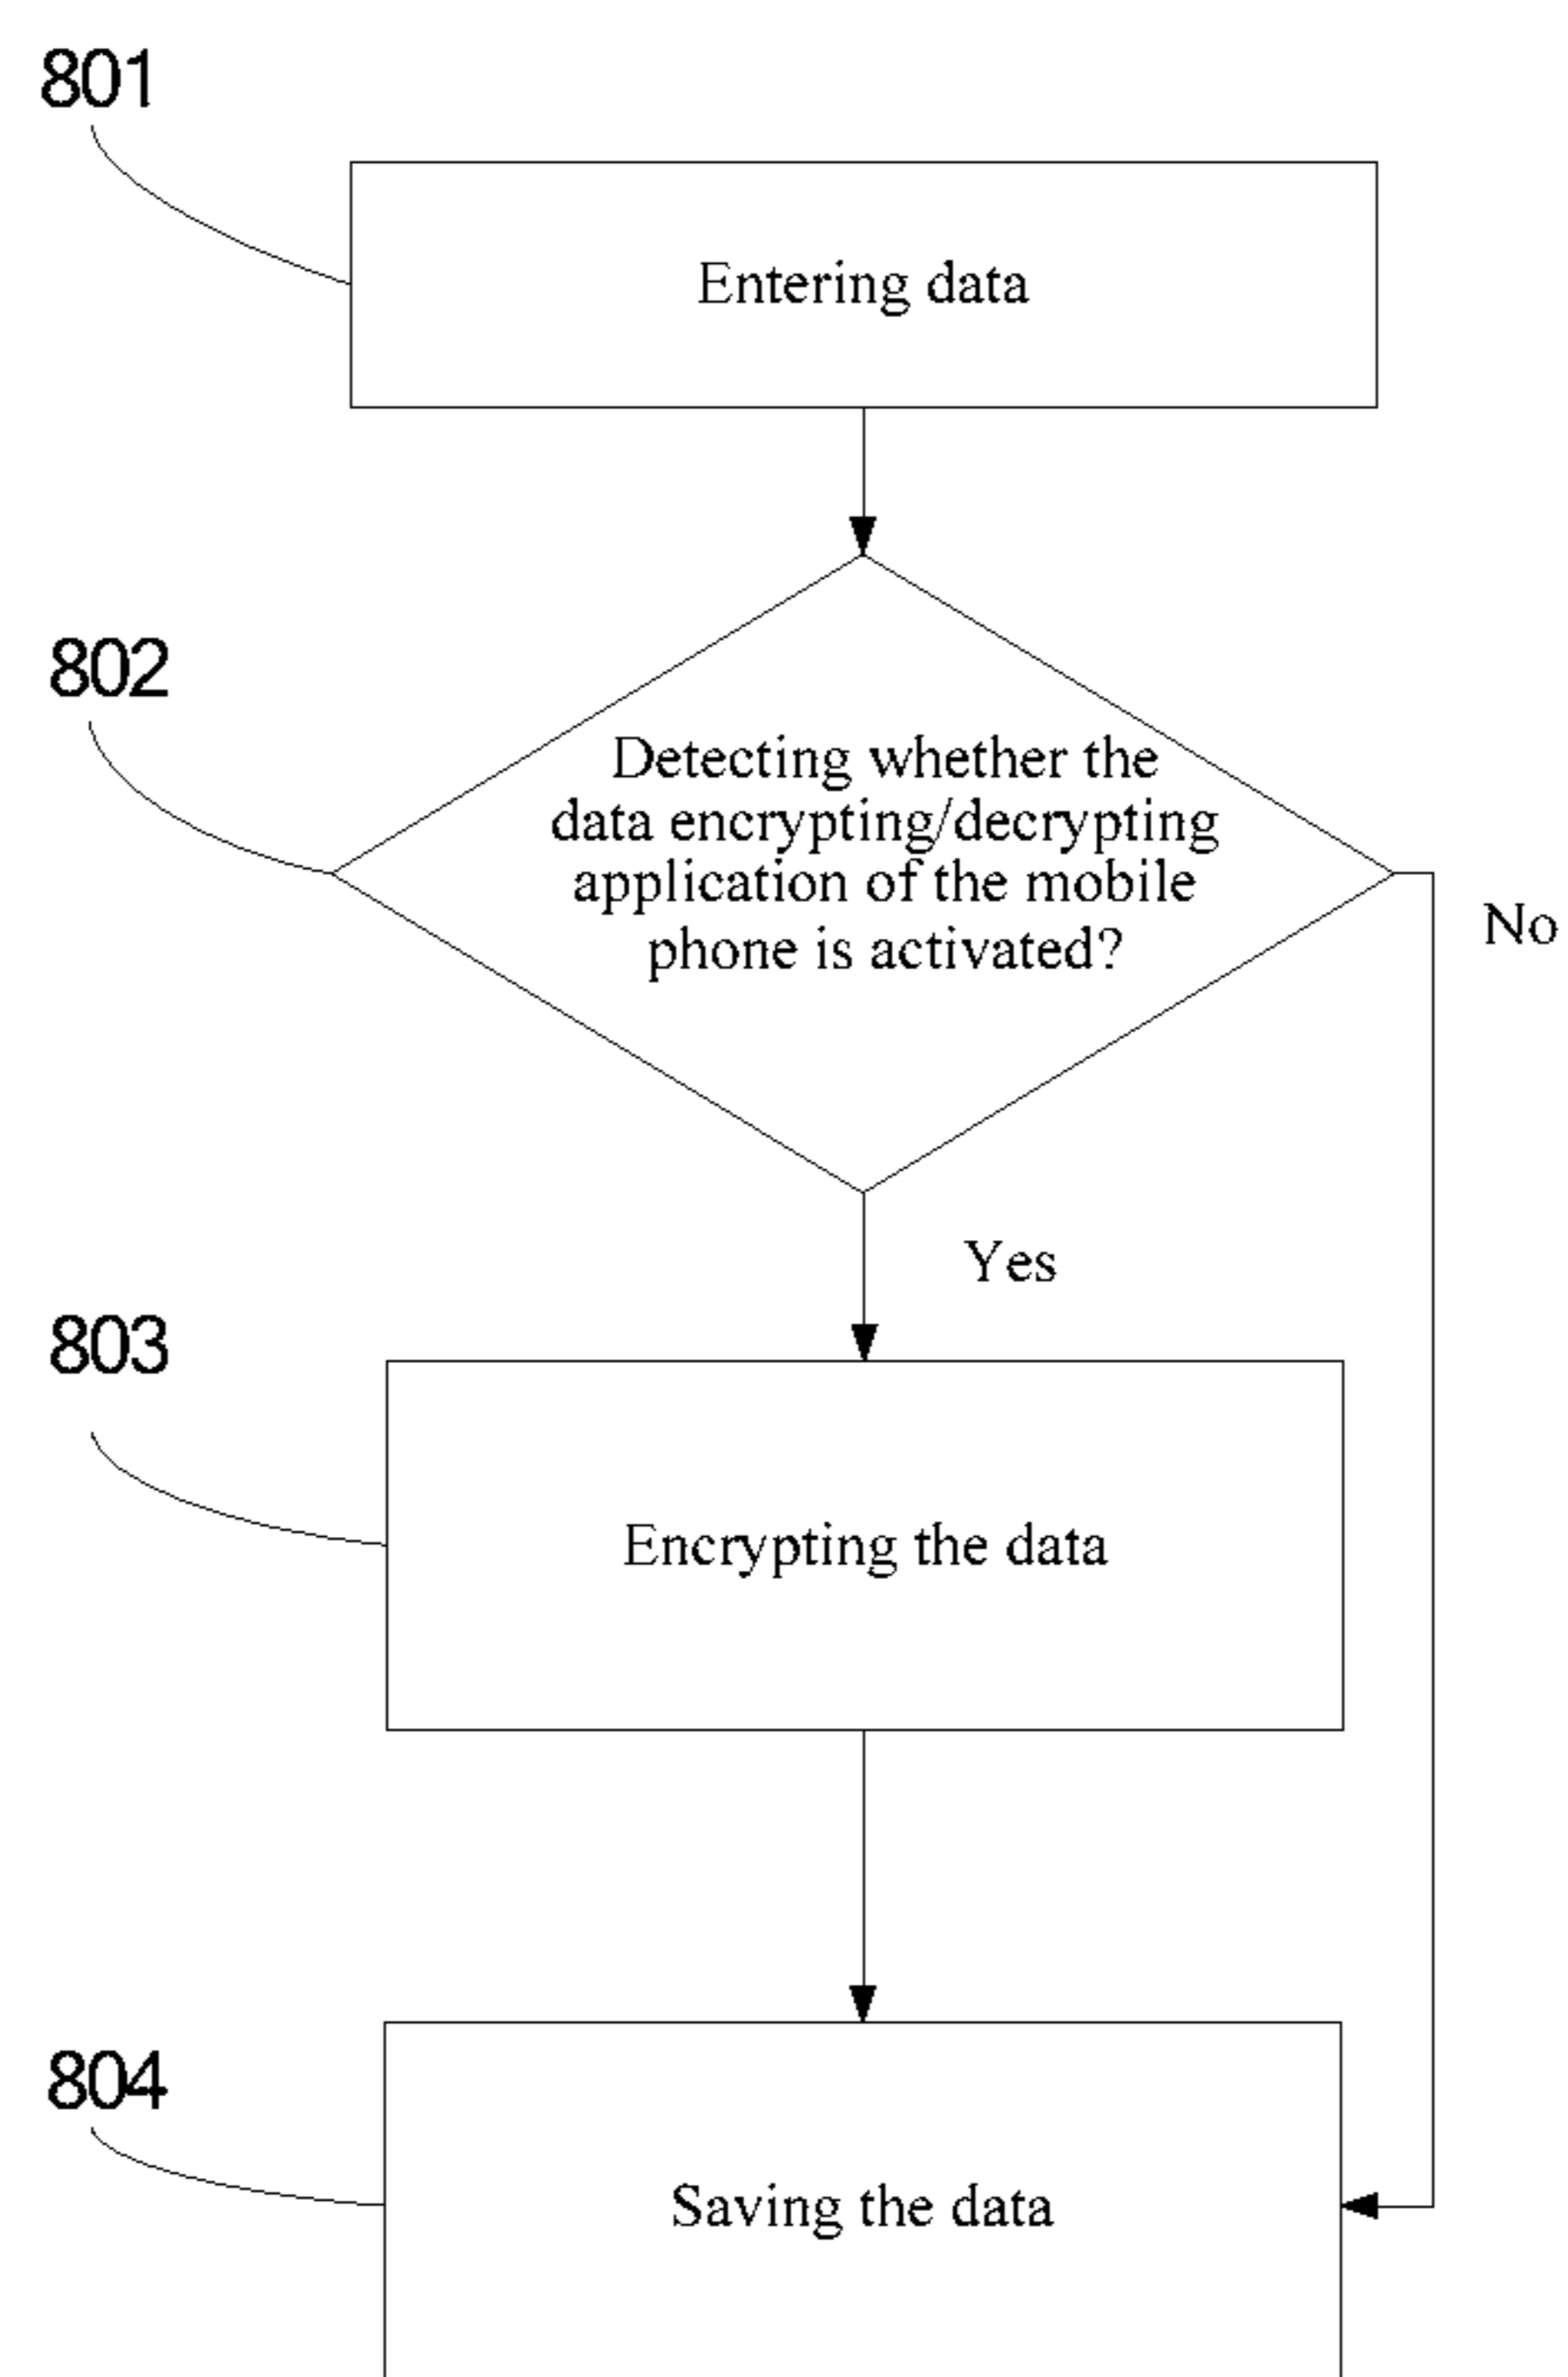 801
Entering data
802
Detecting whether the
data encrypting/decrypting
application of the mobile
phone is activated?
No
Yes
803
Encrypting the data
804
Saving the data